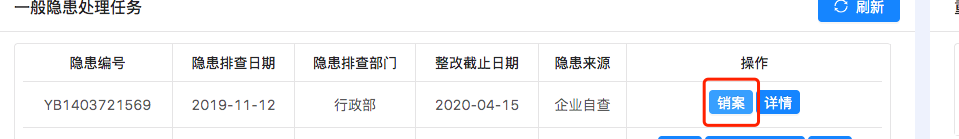 一般隐患处理任务
刷新
隐患编号 隐患排查日期 隐患排查部门 整改截止日期 隐患来源 操作
YB1403721569 2019-11-12 行政部 2020-04-15 企业自查 销案 详情